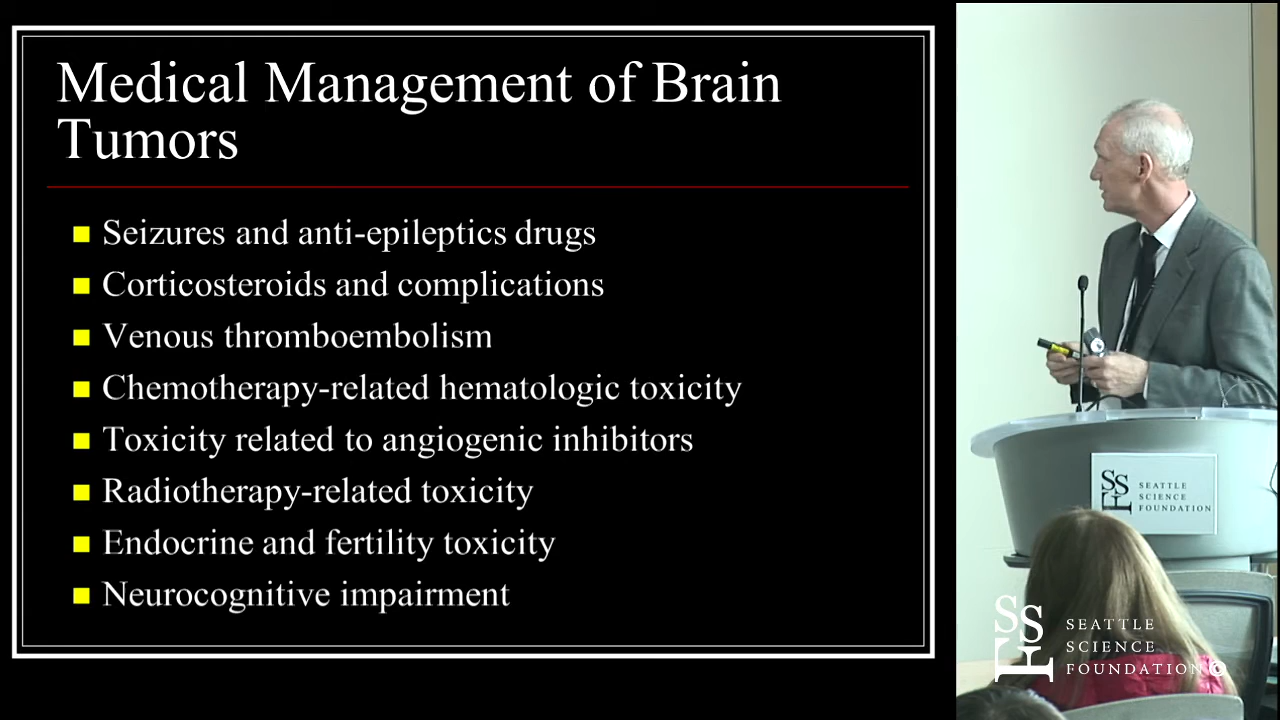 Medical Management of Brain
Tumors
Seizures and anti-epileptics drugs
Corticosteroids and complications
Venous thromboembolism
Chemotherapy-related hematologic toxicity
Toxicity related to angiogenic inhibitors
Radiotherapy-related toxicity
Endocrine and fertility toxicity
Neurocognitive impairment
SSF
SEATTLE
SCIENCE
FOUNDATION
SSF
SEATTLE
SCIENCE
FOUNDATION©